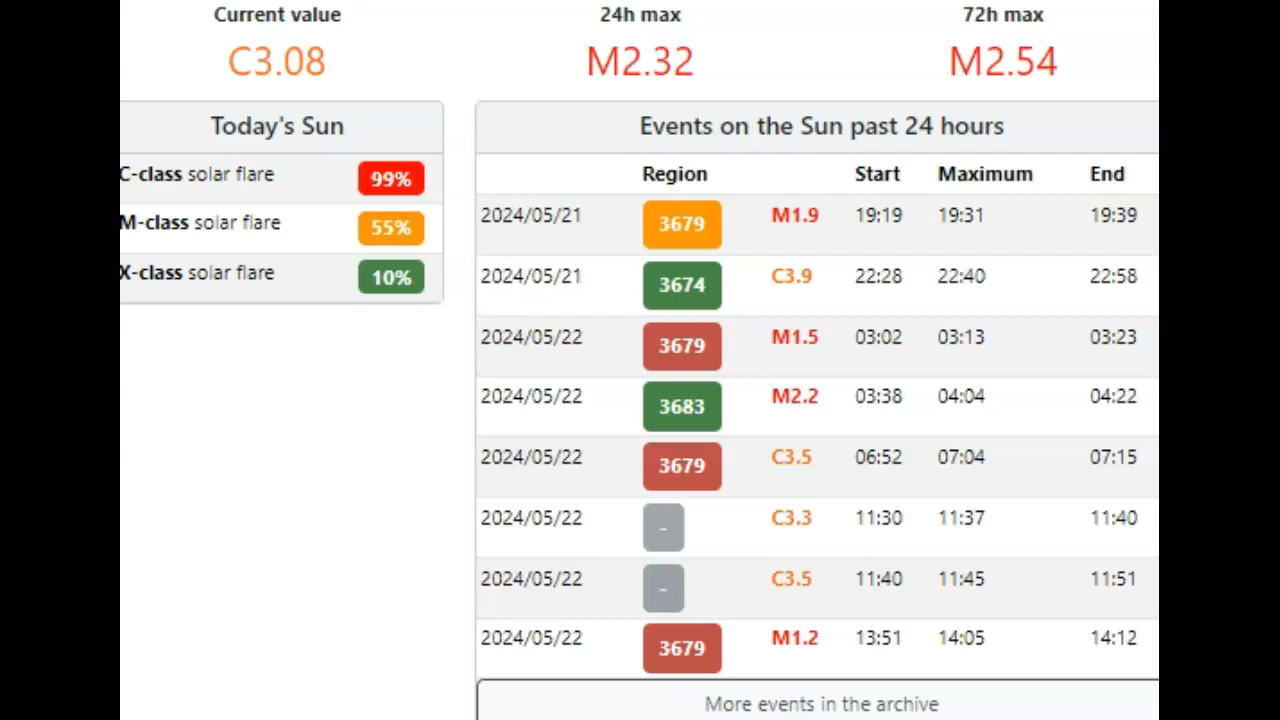 Current value 24h max 72h max
C3.08 M2.32 M2.54
Today's Sun
C-class solar flare 99%
M-class solar flare 55%
X-class solar flare 10%
Events on the Sun past 24 hours
Region Start Maximum End
2024/05/21 3679 M1.9 19:19 19:31 19:39
2024/05/21 3674 C3.9 22:28 22:40 22:58
2024/05/22 3679 M1.5 03:02 03:13 03:23
2024/05/22 3683 M2.2 03:38 04:04 04:22
2024/05/22 3679 C3.5 06:52 07:04 07:15
2024/05/22 - C3.3 11:30 11:37 11:40
2024/05/22 - C3.5 11:40 11:45 11:51
2024/05/22 3679 M1.2 13:51 14:05 14:12
More events in the archive